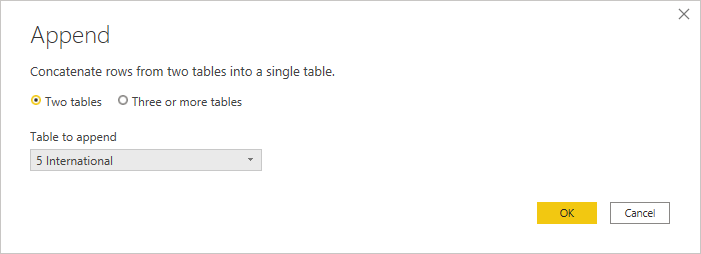 Append
Concatenate rows from two tables into a single table.
Two tables
Three or more tables
Table to append
5 International
OK
Cancel